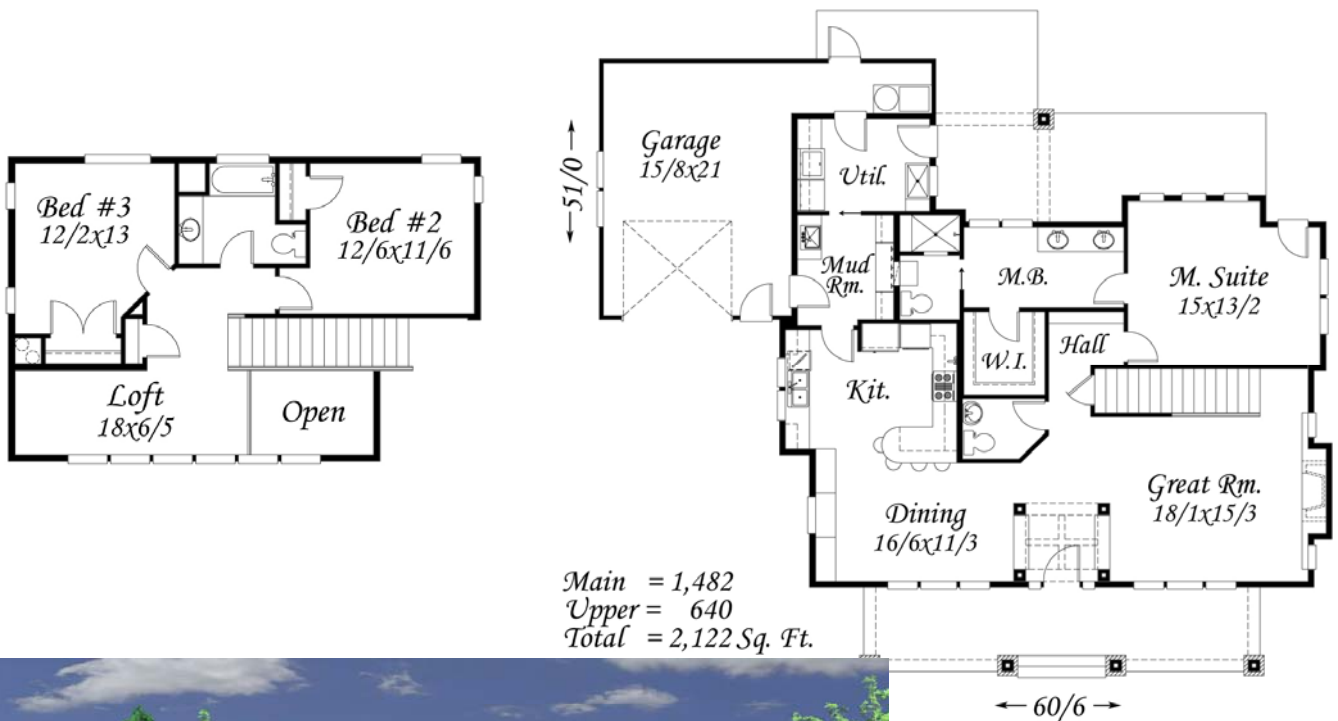 Bed #3
12/2x13
Bed #2
12/6x11/6
Loft
18x6/5
Open
Garage
15/8x21
51/0
Util.
Mud
Rm.
M.B.
M. Suite
15x13/2
W.I.
Hall
Kit.
Dining
16/6x11/3
Great Rm.
18/1x15/3
Main = 1,482
Upper = 640
Total = 2,122 Sq. Ft.
60/6